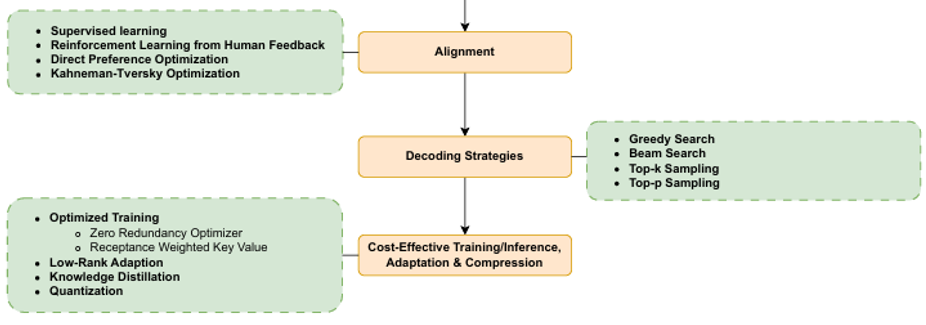 Supervised learning
Reinforcement Learning from Human Feedback
Direct Preference Optimization
Kahneman-Tversky Optimization
Alignment
Decoding Strategies
Greedy Search
Beam Search
Top-k Sampling
Top-p Sampling
Optimized Training
Zero Redundancy Optimizer
Receptance Weighted Key Value
Low-Rank Adaption
Knowledge Distillation
Quantization
Cost-Effective Training/Inference,
Adaptation & Compression